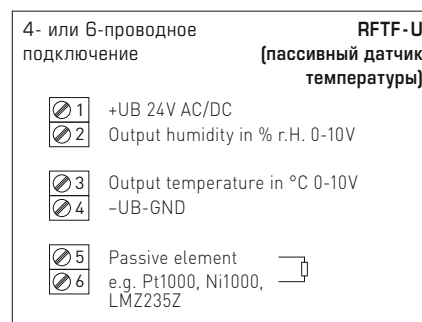 4- или 6-проводное RFTF-U
подключение (пассивный датчик
температуры)
1 +UB 24V AC/DC
2 Output humidity in % r.H. 0-10V
3 Output temperature in °C 0-10V
4 –UB-GND
5 Passive element
6 e.g. Pt1000, Ni1000,
LMZ235Z